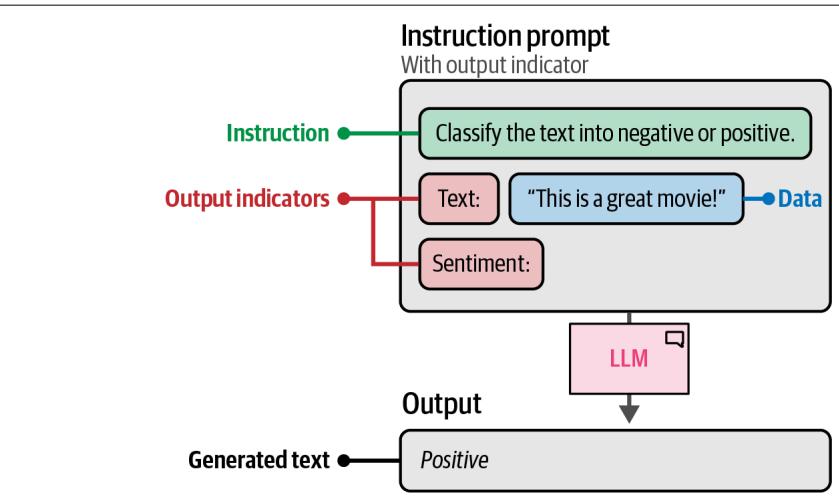 Instruction prompt
With output indicator
Instruction
Classify the text into negative or positive.
Output indicators
Text:
“This is a great movie!”
Data
Sentiment:
LLM
Output
Generated text
Positive